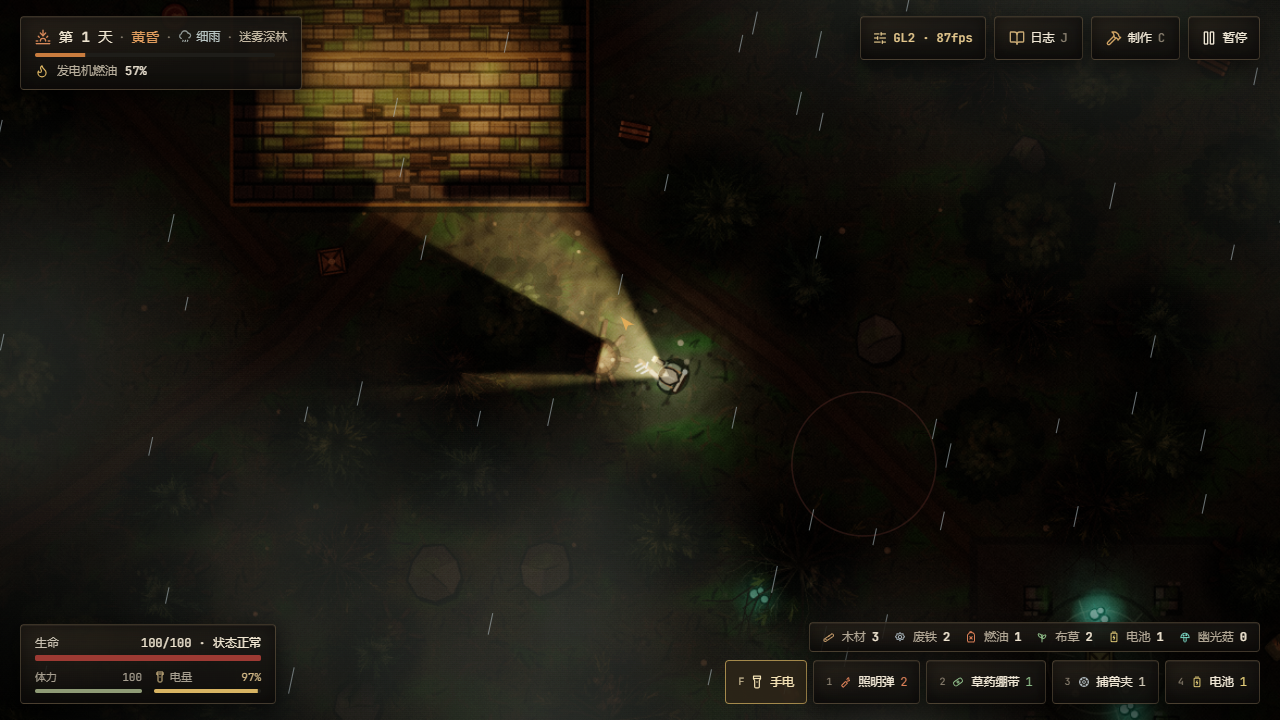 第 1 天 · 黄昏 · 细雨 · 迷雾深林
发电机燃油 57%
GL2 · 87fps
日志 J
制作 C
暂停
生命 100/100 · 状态正常
体力 100 电量 97%
木材 3 废铁 2 燃油 1 布草 2 电池 1 幽光菇 0
F 手电 1 照明弹 2 2 草药绷带 1 3 捕兽夹 1 4 电池 1